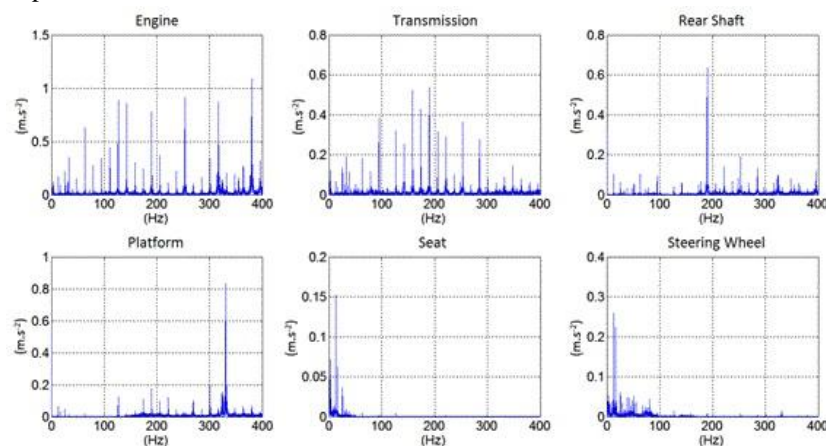 Engine
Transmission
Rear Shaft
1.5
1
0.5
0
(m.s⁻²)
0 100 200 300 400
(Hz)
0.8
0.6
0.4
0.2
0
(m.s⁻²)
0 100 200 300 400
(Hz)
0.8
0.6
0.4
0.2
0
(m.s⁻²)
0 100 200 300 400
(Hz)
Platform
Seat
Steering Wheel
1
0.8
0.6
0.4
0.2
0
(m.s⁻²)
0 100 200 300 400
(Hz)
0.2
0.15
0.1
0.05
0
(m.s⁻²)
0 100 200 300 400
(Hz)
0.4
0.3
0.2
0.1
0
(m.s⁻²)
0 100 200 300 400
(Hz)